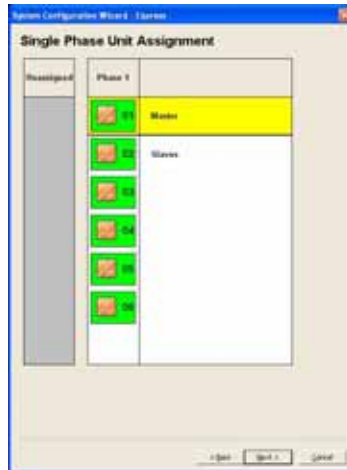 System Configuration Wizard - Express
Single Phase Unit Assignment
Reassigned Phase 1
01 Master
02 Slaves
03
04
05
06
< Back Next > Cancel